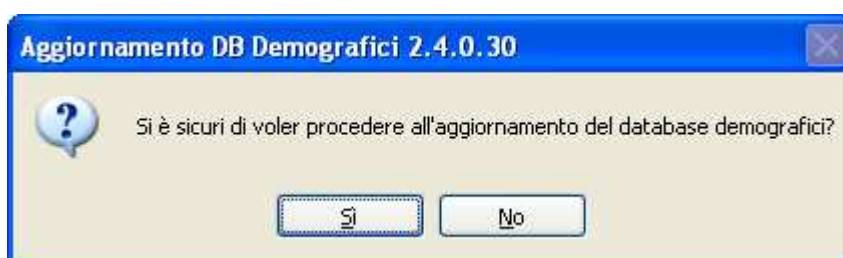 Aggiornamento DB Demografici 2.4.0.30
Si è sicuri di voler procedere all'aggiornamento del database demografici?
Sì No